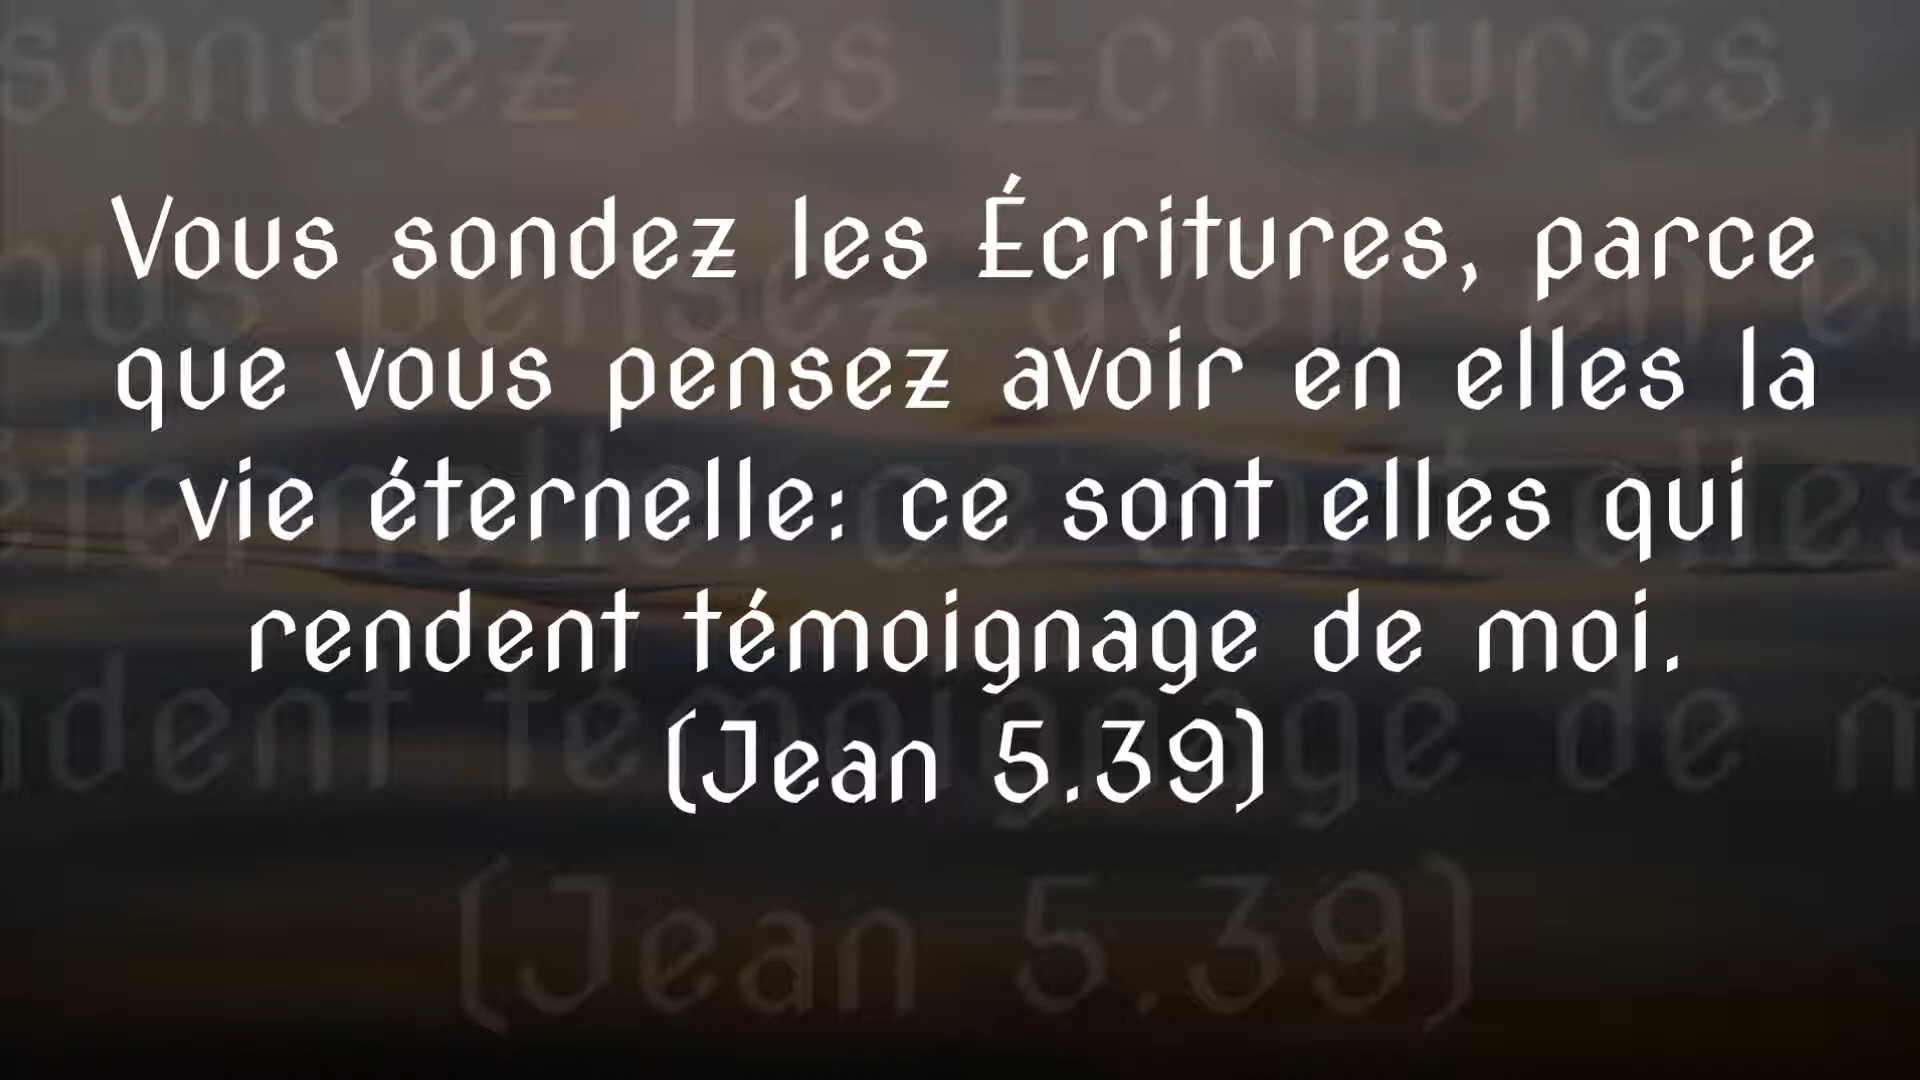 Vous sondez les Écritures, parce
que vous pensez avoir en elles la
vie éternelle: ce sont elles qui
rendent témoignage de moi.
(Jean 5.39)